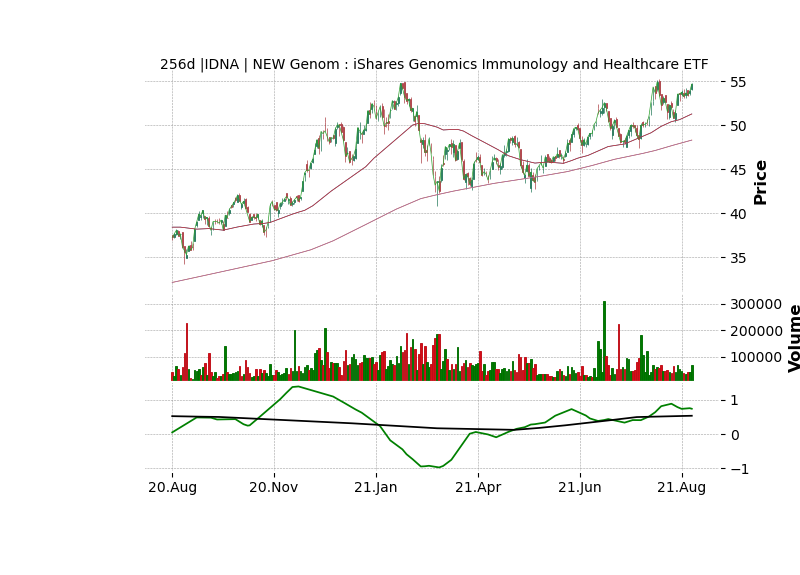 256d |IDNA | NEW Genom : iShares Genomics Immunology and Healthcare ETF
55
50
45
40
35
Price
300000
200000
100000
Volume
1
0
−1
20.Aug 20.Nov 21.Jan 21.Apr 21.Jun 21.Aug